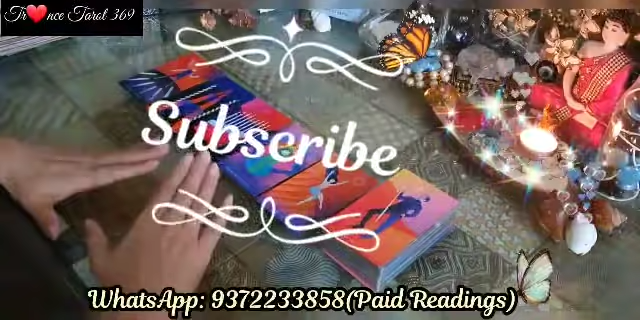 Tr❤nce Tarot 369
Subscribe
WhatsApp: 9372233858(Paid Readings)